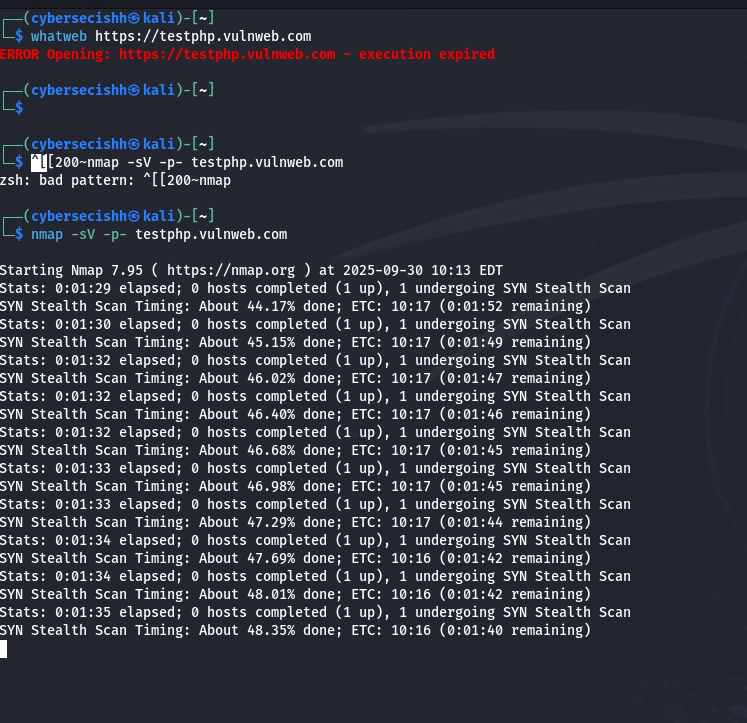 ┌──(cybersecishh㉿kali)-[~]
└─$ whatweb https://testphp.vulnweb.com
ERROR Opening: https://testphp.vulnweb.com - execution expired
┌──(cybersecishh㉿kali)-[~]
└─$
┌──(cybersecishh㉿kali)-[~]
└─$ ^[[200~nmap -sV -p- testphp.vulnweb.com
zsh: bad pattern: ^[[200~nmap
┌──(cybersecishh㉿kali)-[~]
└─$ nmap -sV -p- testphp.vulnweb.com
Starting Nmap 7.95 ( https://nmap.org ) at 2025-09-30 10:13 EDT
Stats: 0:01:29 elapsed; 0 hosts completed (1 up), 1 undergoing SYN Stealth Scan
SYN Stealth Scan Timing: About 44.17% done; ETC: 10:17 (0:01:52 remaining)
Stats: 0:01:30 elapsed; 0 hosts completed (1 up), 1 undergoing SYN Stealth Scan
SYN Stealth Scan Timing: About 45.15% done; ETC: 10:17 (0:01:49 remaining)
Stats: 0:01:32 elapsed; 0 hosts completed (1 up), 1 undergoing SYN Stealth Scan
SYN Stealth Scan Timing: About 46.02% done; ETC: 10:17 (0:01:47 remaining)
Stats: 0:01:32 elapsed; 0 hosts completed (1 up), 1 undergoing SYN Stealth Scan
SYN Stealth Scan Timing: About 46.40% done; ETC: 10:17 (0:01:46 remaining)
Stats: 0:01:32 elapsed; 0 hosts completed (1 up), 1 undergoing SYN Stealth Scan
SYN Stealth Scan Timing: About 46.68% done; ETC: 10:17 (0:01:45 remaining)
Stats: 0:01:33 elapsed; 0 hosts completed (1 up), 1 undergoing SYN Stealth Scan
SYN Stealth Scan Timing: About 46.98% done; ETC: 10:17 (0:01:45 remaining)
Stats: 0:01:33 elapsed; 0 hosts completed (1 up), 1 undergoing SYN Stealth Scan
SYN Stealth Scan Timing: About 47.29% done; ETC: 10:17 (0:01:44 remaining)
Stats: 0:01:34 elapsed; 0 hosts completed (1 up), 1 undergoing SYN Stealth Scan
SYN Stealth Scan Timing: About 47.69% done; ETC: 10:16 (0:01:42 remaining)
Stats: 0:01:34 elapsed; 0 hosts completed (1 up), 1 undergoing SYN Stealth Scan
SYN Stealth Scan Timing: About 48.01% done; ETC: 10:16 (0:01:42 remaining)
Stats: 0:01:35 elapsed; 0 hosts completed (1 up), 1 undergoing SYN Stealth Scan
SYN Stealth Scan Timing: About 48.35% done; ETC: 10:16 (0:01:40 remaining)